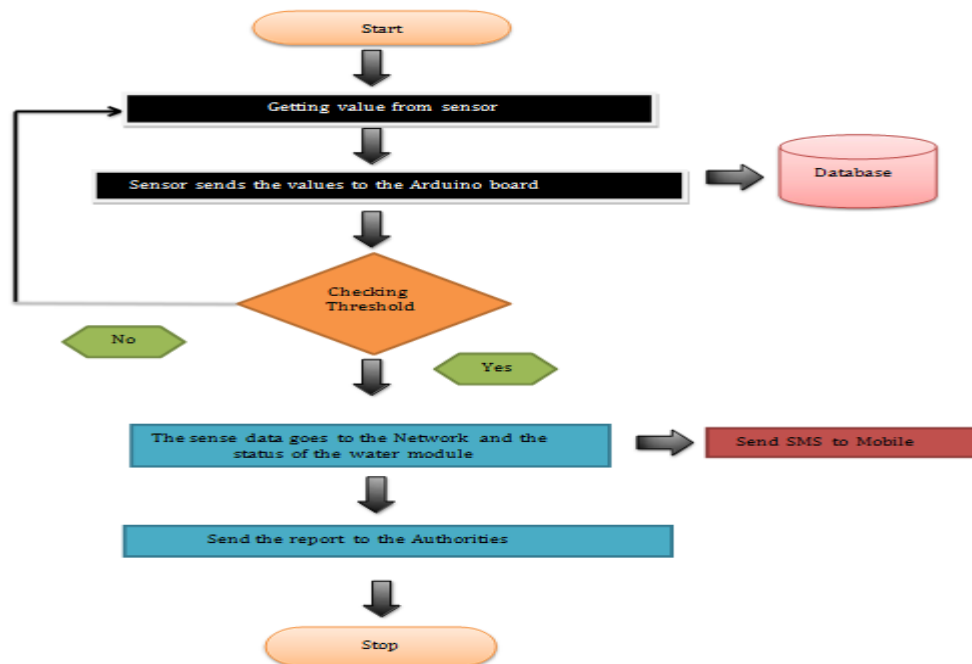 Start
Getting value from sensor
Sensor sends the values to the Arduino board
Database
Checking
Threshold
No
Yes
The sense data goes to the Network and the
status of the water module
Send SMS to Mobile
Send the report to the Authorities
Stop